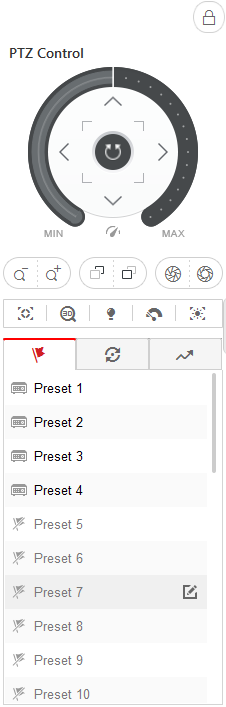 PTZ Control
MIN MAX
3D
Preset 1
Preset 2
Preset 3
Preset 4
Preset 5
Preset 6
Preset 7
Preset 8
Preset 9
Preset 10